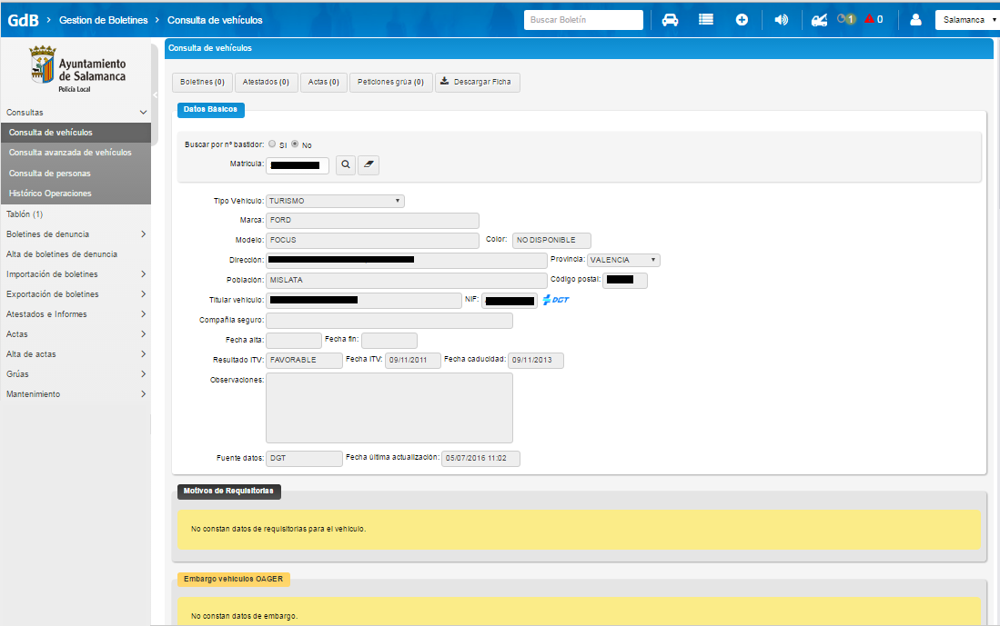 GdB > Gestion de Boletines > Consulta de vehículos Buscar Boletín 1 0 Salamanca
Ayuntamiento
de Salamanca
Policía Local
Consultas
Consulta de vehículos
Consulta avanzada de vehículos
Consulta de personas
Histórico Operaciones
Tablón (1)
Boletines de denuncia
Alta de boletines de denuncia
Importación de boletines
Exportación de boletines
Atestados e Informes
Actas
Alta de actas
Grúas
Mantenimiento
Consulta de vehículos
Boletines (0) Atestados (0) Actas (0) Peticiones grúa (0) Descargar Ficha
Datos Básicos
Buscar por nº bastidor: SI No
Matricula:
Tipo Vehículo: TURISMO
Marca: FORD
Modelo: FOCUS Color: NO DISPONIBLE
Dirección: Provincia: VALENCIA
Población: MISLATA Código postal:
Titular vehículo: NIF: DGT
Compañía seguro:
Fecha alta: Fecha fin:
Resultado ITV: FAVORABLE Fecha ITV: 09/11/2011 Fecha caducidad: 09/11/2013
Observaciones:
Fuente datos: DGT Fecha última actualización: 05/07/2016 11:02
Motivos de Requisitorias
No constan datos de requisitorias para el vehículo.
Embargo vehículos OAGER
No constan datos de embargo.